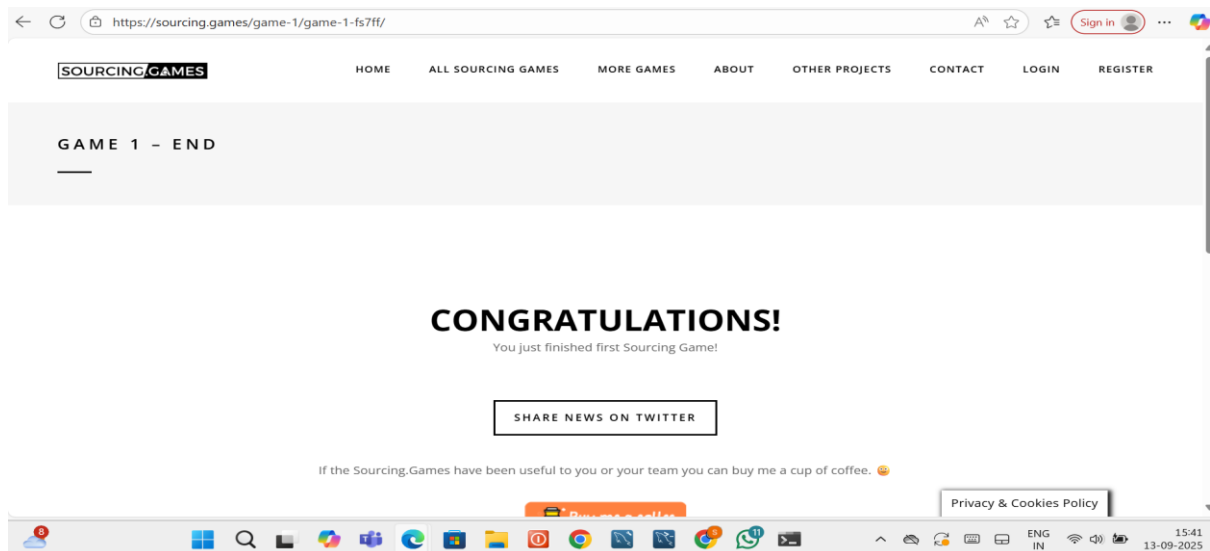 https://sourcing.games/game-1/game-1-fs7ff/
Sign in
SOURCING.GAMES
HOME ALL SOURCING GAMES MORE GAMES ABOUT OTHER PROJECTS CONTACT LOGIN REGISTER
GAME 1 – END
CONGRATULATIONS!
You just finished first Sourcing Game!
SHARE NEWS ON TWITTER
If the Sourcing.Games have been useful to you or your team you can buy me a cup of coffee.
Privacy & Cookies Policy
8
9
11
ENG
IN
15:41
13-09-2025